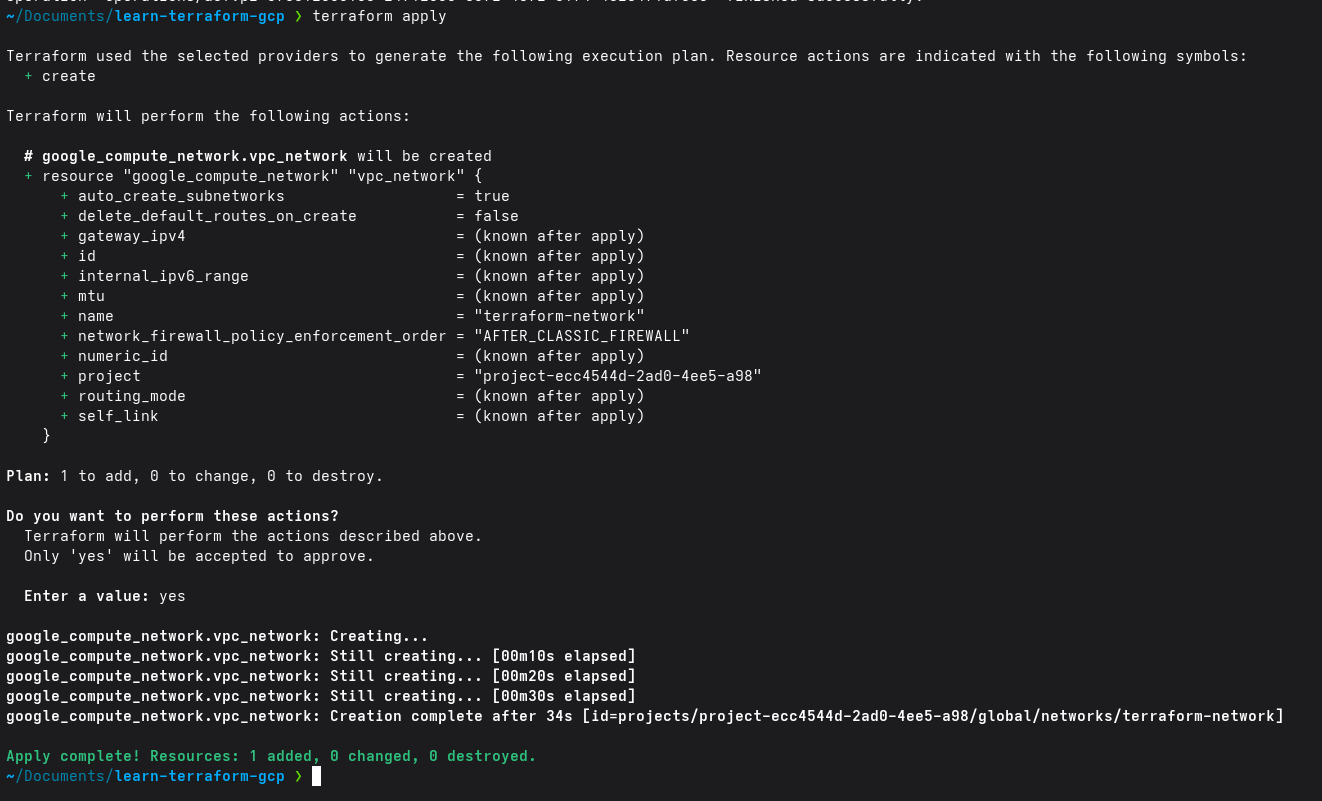 ~/Documents/learn-terraform-gcp ❯ terraform apply
Terraform used the selected providers to generate the following execution plan. Resource actions are indicated with the following symbols:
  + create
Terraform will perform the following actions:
  # google_compute_network.vpc_network will be created
  + resource "google_compute_network" "vpc_network" {
      + auto_create_subnetworks                   = true
      + delete_default_routes_on_create           = false
      + gateway_ipv4                              = (known after apply)
      + id                                        = (known after apply)
      + internal_ipv6_range                       = (known after apply)
      + mtu                                       = (known after apply)
      + name                                      = "terraform-network"
      + network_firewall_policy_enforcement_order = "AFTER_CLASSIC_FIREWALL"
      + numeric_id                                = (known after apply)
      + project                                   = "project-ecc4544d-2ad0-4ee5-a98"
      + routing_mode                              = (known after apply)
      + self_link                                 = (known after apply)
    }
Plan: 1 to add, 0 to change, 0 to destroy.
Do you want to perform these actions?
  Terraform will perform the actions described above.
  Only 'yes' will be accepted to approve.
  Enter a value: yes
google_compute_network.vpc_network: Creating...
google_compute_network.vpc_network: Still creating... [00m10s elapsed]
google_compute_network.vpc_network: Still creating... [00m20s elapsed]
google_compute_network.vpc_network: Still creating... [00m30s elapsed]
google_compute_network.vpc_network: Creation complete after 34s [id=projects/project-ecc4544d-2ad0-4ee5-a98/global/networks/terraform-network]
Apply complete! Resources: 1 added, 0 changed, 0 destroyed.
~/Documents/learn-terraform-gcp ❯